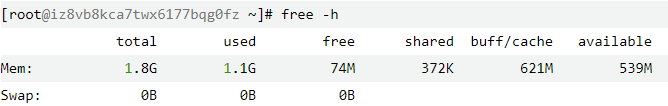 [root@iz8vb8kca7twx6177bqg0fz ~]# free -h
total used free shared buff/cache available
Mem: 1.8G 1.1G 74M 372K 621M 539M
Swap: 0B 0B 0B